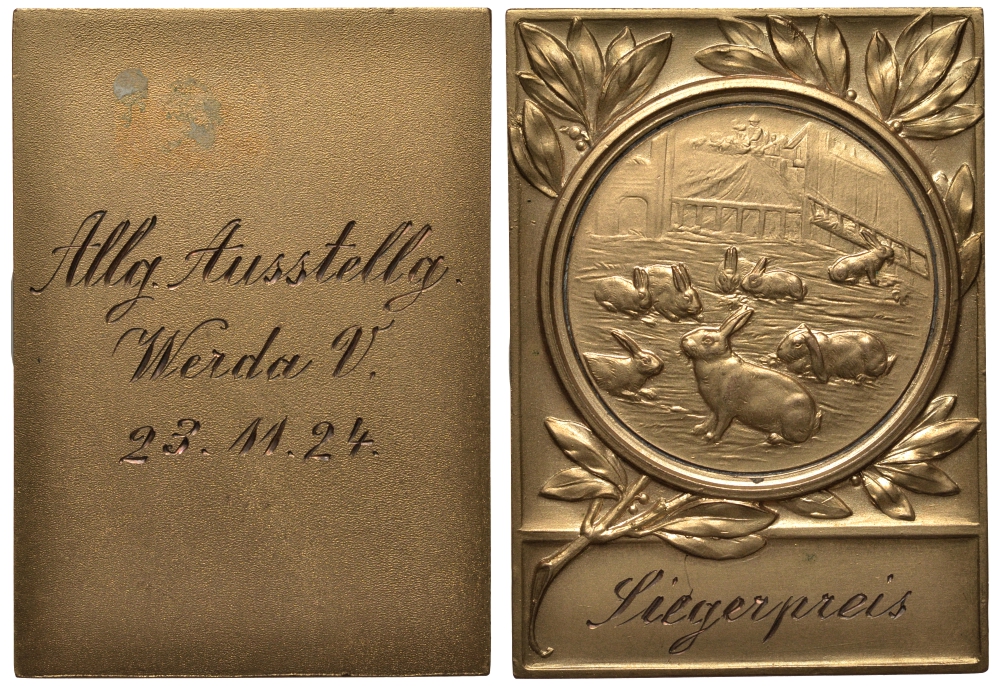 Allg. Ausstellg.
Werda V.
23. 11. 24.
Siegerpreis